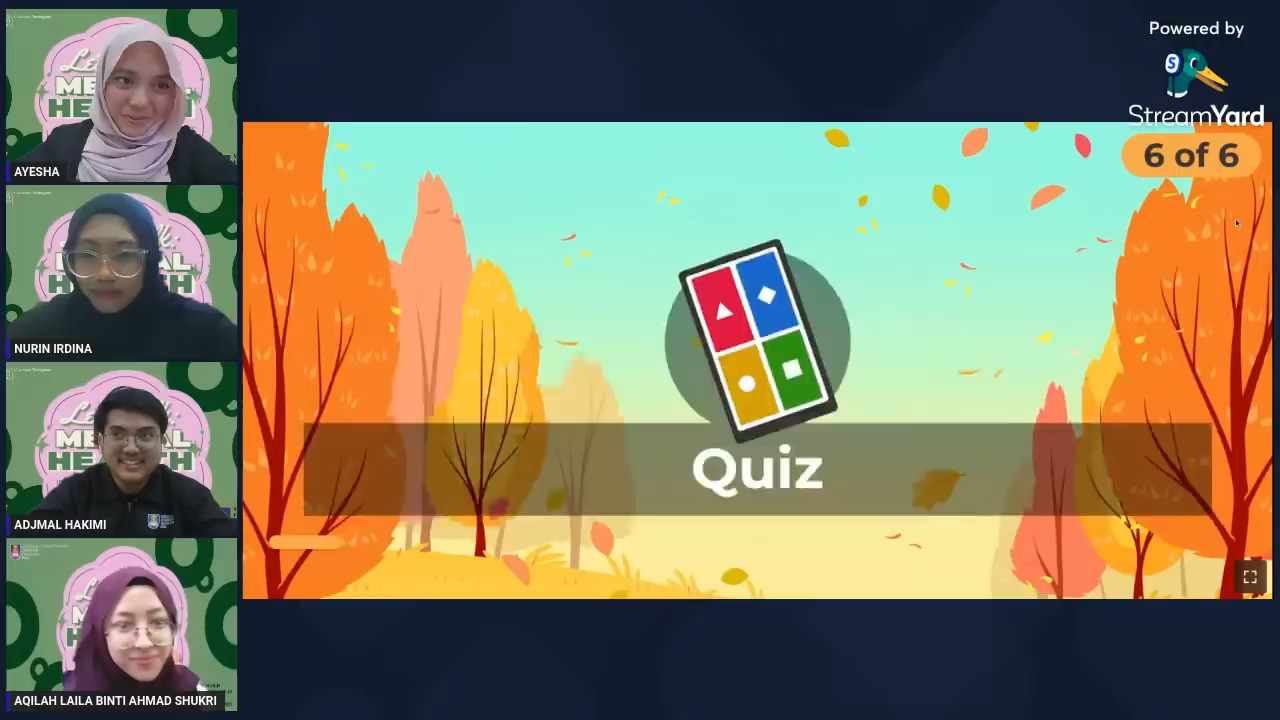 Powered by
StreamYard
6 of 6
Quiz
AYESHA
NURIN IRDINA
ADJMAL HAKIMI
AQILAH LAILA BINTI AHMAD SHUKRI